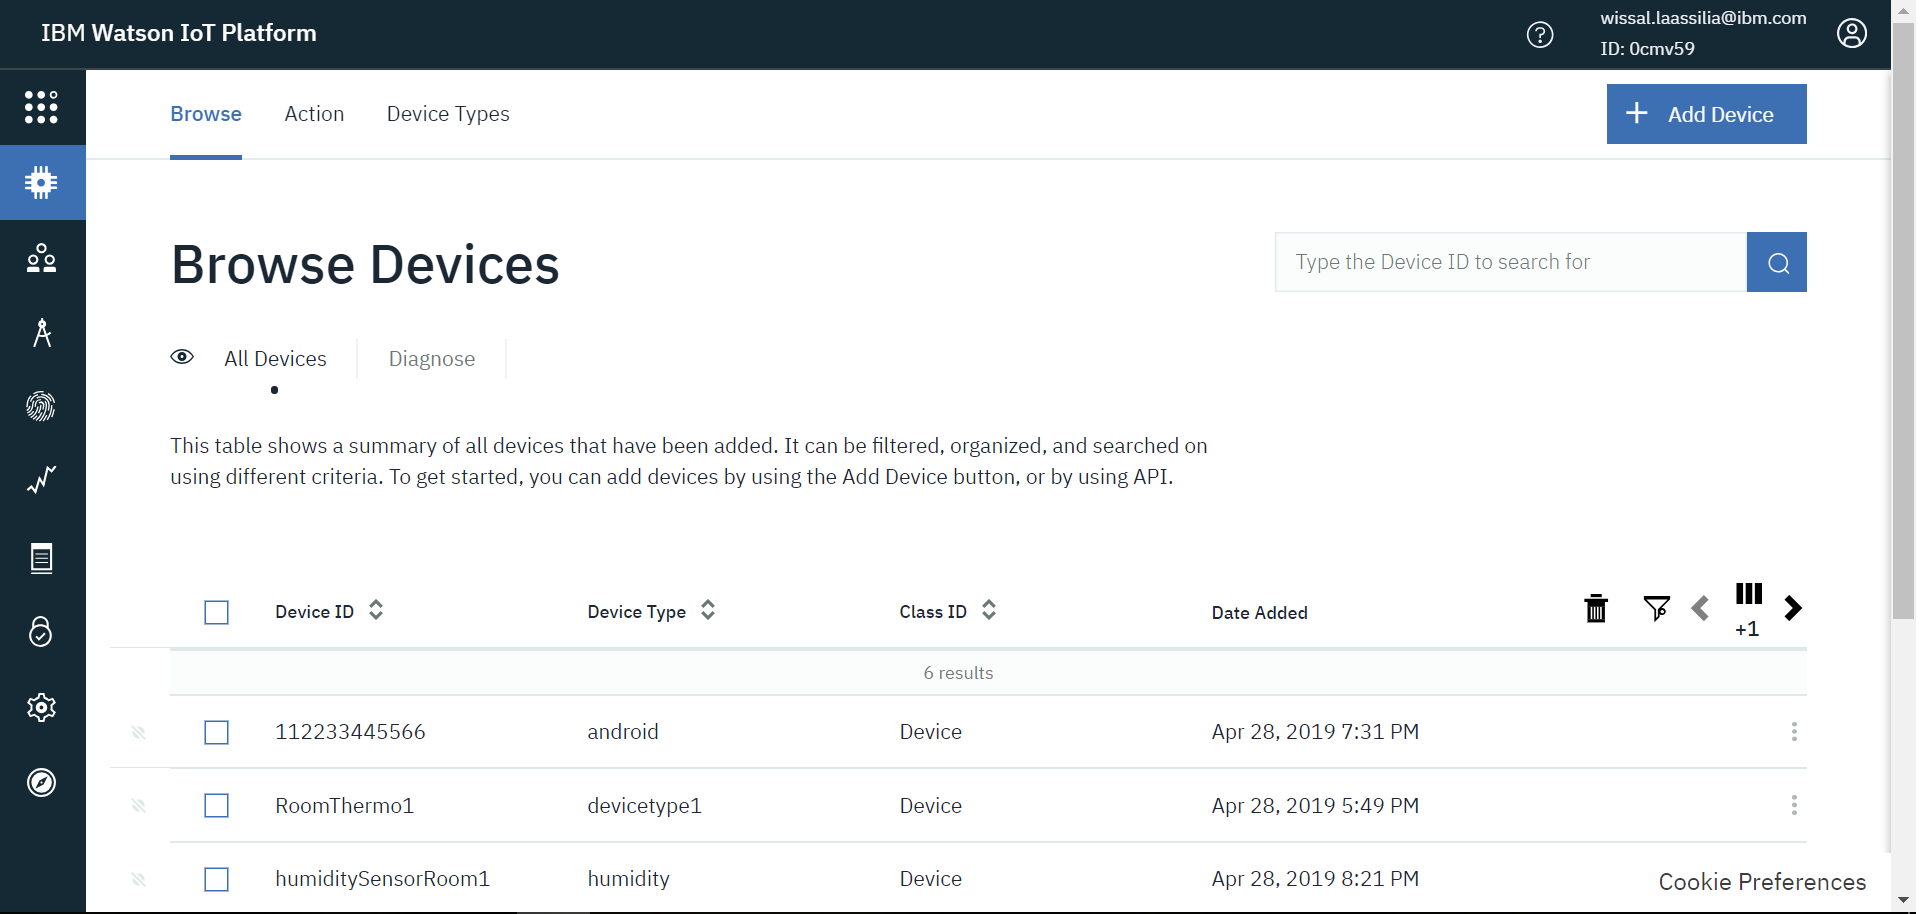 IBM Watson IoT Platform
?
wissal.laassilia@ibm.com
ID: 0cmv59
Browse
Action
Device Types
+ Add Device
Browse Devices
Type the Device ID to search for
All Devices
Diagnose
This table shows a summary of all devices that have been added. It can be filtered, organized, and searched on
using different criteria. To get started, you can add devices by using the Add Device button, or by using API.
Device ID
Device Type
Class ID
Date Added
+1
6 results
112233445566 android Device Apr 28, 2019 7:31 PM
RoomThermo1 devicetype1 Device Apr 28, 2019 5:49 PM
humiditySensorRoom1 humidity Device Apr 28, 2019 8:21 PM
Cookie Preferences